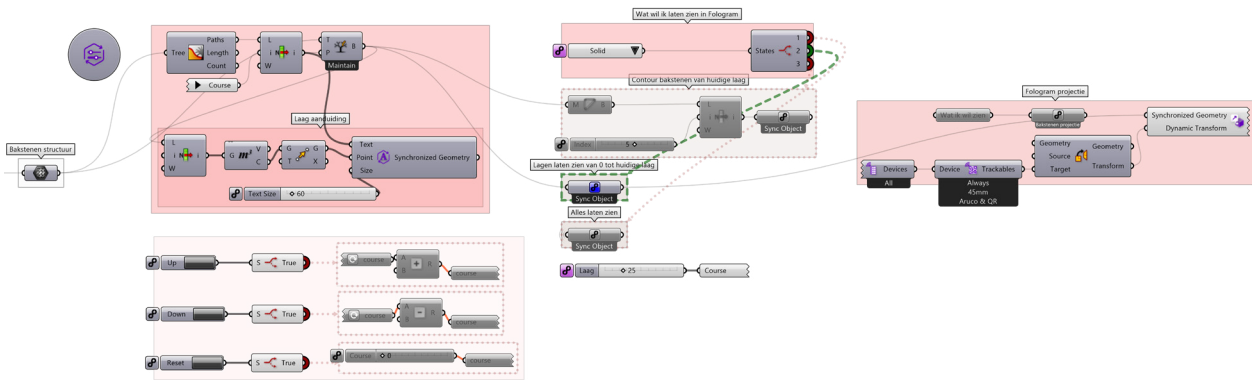 Wat wil ik laten zien in Fologram
Solid
States
1
2
3
Paths
Tree
Length
Count
L
i
N
W
T
P
B
Maintain
Course
Laag aanduiding
L
i
N
W
G
m³
V
C
G
T
G
X
Text
Point
Size
Synchronized Geometry
Text Size
60
Bakstenen structuur
Contour bakstenen van huidige laag
M
B
L
i
N
W
Index
5
Sync Object
Lagen laten zien van 0 tot huidige laag
Sync Object
Alles laten zien
Sync Object
Laag
25
Course
Fologram projectie
Wat ik wil zien
Bakstenen projectie
Synchronized Geometry
Dynamic Transform
Geometry
Source
Target
Geometry
Transform
Devices
All
Device
Trackables
Always
45mm
Aruco & QR
Up
S
True
course
A
B
R
course
Down
S
True
course
A
B
R
course
Reset
S
True
Course
0
course